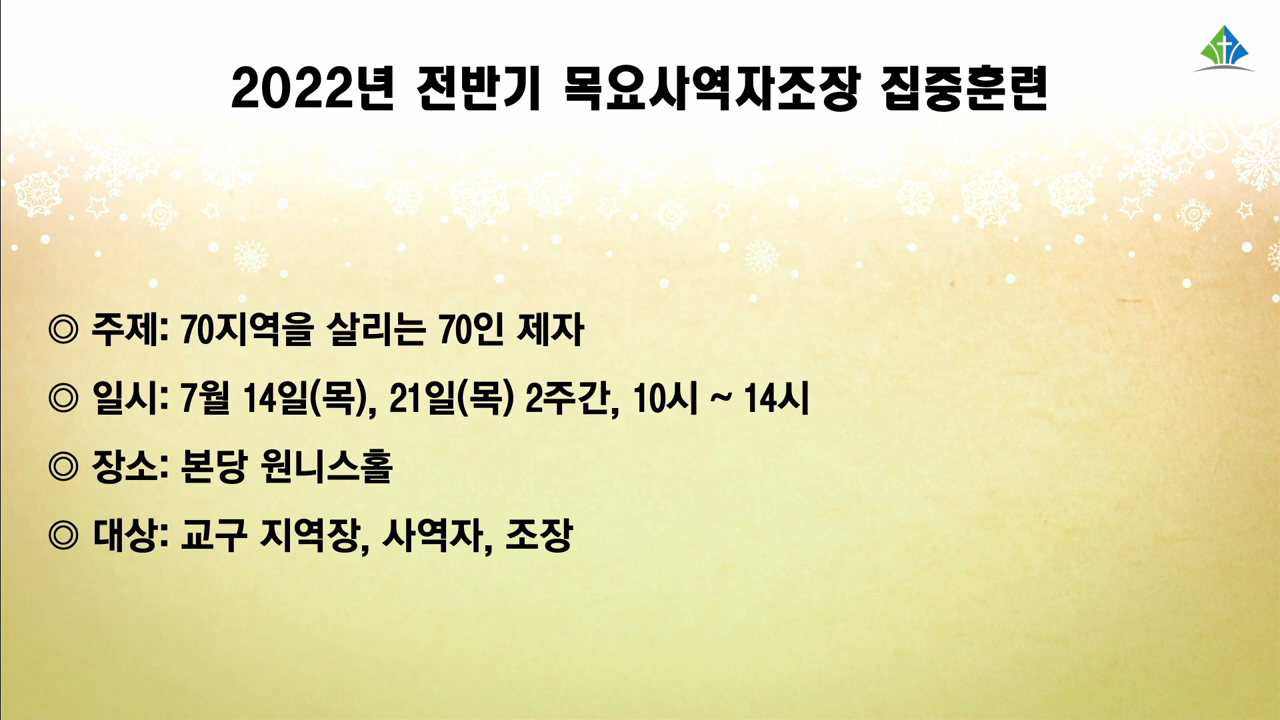 2022년 전반기 목요사역자조장 집중훈련
◎ 주제: 70지역을 살리는 70인 제자
◎ 일시: 7월 14일(목), 21일(목) 2주간, 10시 ~ 14시
◎ 장소: 본당 원니스홀
◎ 대상: 교구 지역장, 사역자, 조장